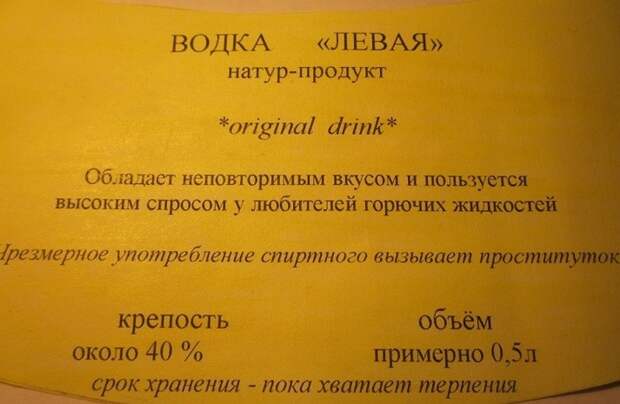 ВОДКА «ЛЕВАЯ»
натур-продукт
*original drink*
Обладает неповторимым вкусом и пользуется
высоким спросом у любителей горючих жидкостей
Чрезмерное употребление спиртного вызывает проституток
крепость объём
около 40 % примерно 0,5л
срок хранения - пока хватает терпения